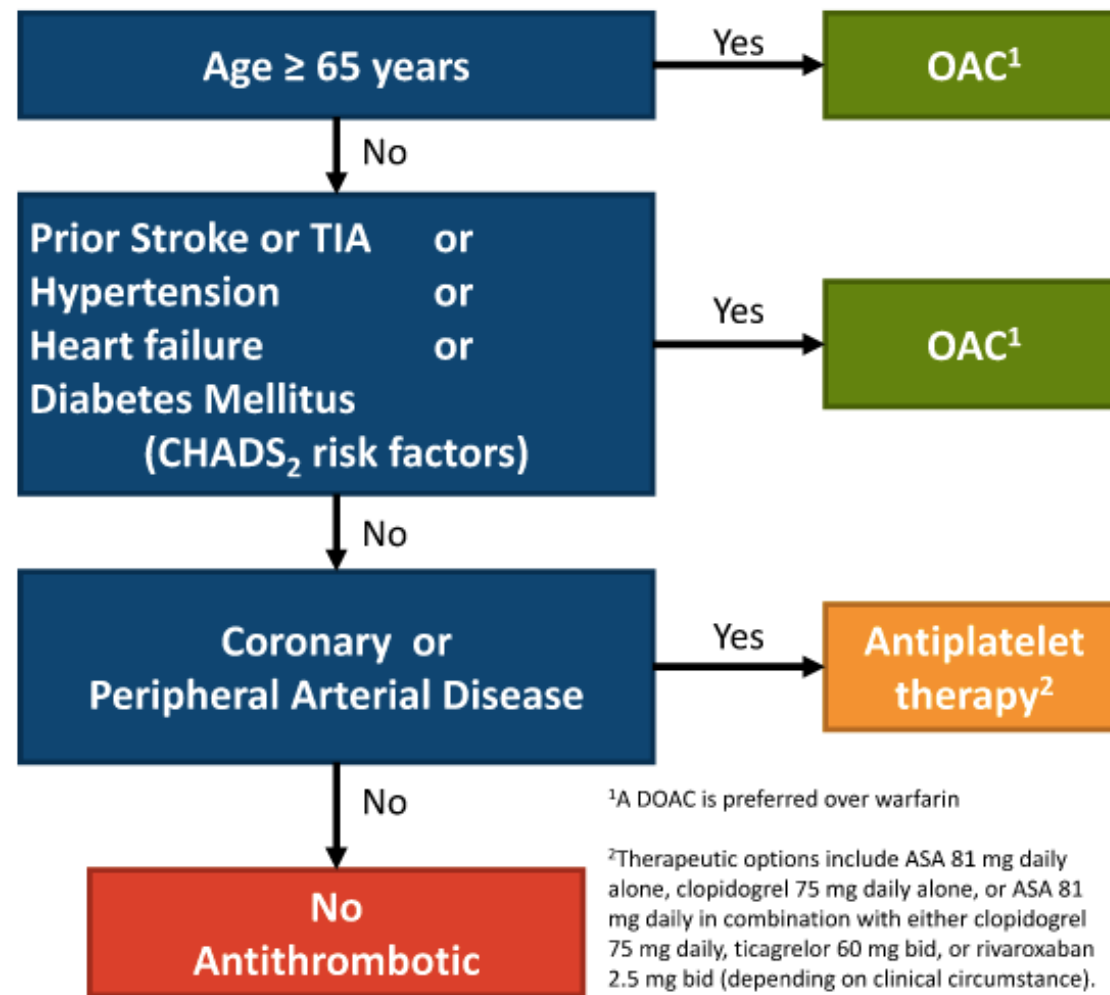 Age ≥ 65 years
Yes
OAC¹
No
Prior Stroke or TIA or
Hypertension or
Heart failure or
Diabetes Mellitus
(CHADS₂ risk factors)
Yes
OAC¹
No
Coronary or
Peripheral Arterial Disease
Yes
Antiplatelet
therapy²
No
No
Antithrombotic
¹A DOAC is preferred over warfarin
²Therapeutic options include ASA 81 mg daily
alone, clopidogrel 75 mg daily alone, or ASA 81
mg daily in combination with either clopidogrel
75 mg daily, ticagrelor 60 mg bid, or rivaroxaban
2.5 mg bid (depending on clinical circumstance).